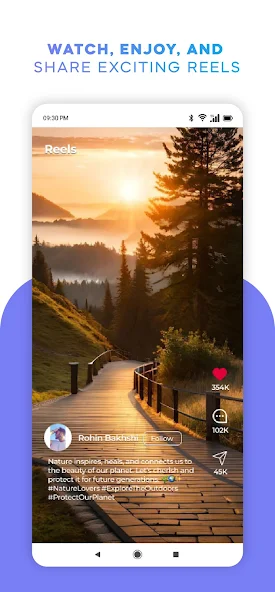 WATCH, ENJOY, AND
SHARE EXCITING REELS
09:30 PM
Reels
354K
102K
45K
Rohin Bakhshi...
Follow
Nature inspires, heals, and connects us to
the beauty of our planet. Let's cherish and
protect it for future generations.
#NatureLovers #ExploreTheOutdoors
#ProtectOurPlanet